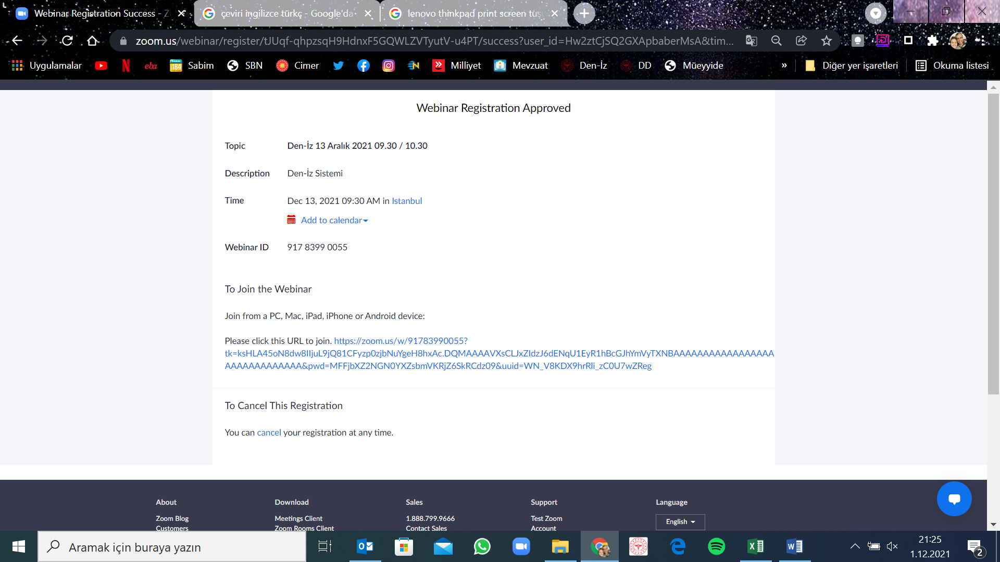 Webinar Registration Success - Z
çeviri ingilizce türkç - Google'da
lenovo thinkpad print screen tuş
zoom.us/webinar/register/tJUqf-qhpzsqH9HdnxF5GQWLZVTyutV-u4PT/success?user_id=Hw2ztCjSQ2GXApbaberMsA&tim...
Uygulamalar
eba
184
Sabim
SBN
Cimer
Milliyet
Mevzuat
Den-İz
DD
Müeyyide
»
Diğer yer işaretleri
Okuma listesi
Webinar Registration Approved
Topic Den-İz 13 Aralık 2021 09.30 / 10.30
Description Den-İz Sistemi
Time Dec 13, 2021 09:30 AM in Istanbul
Add to calendar
Webinar ID 917 8399 0055
To Join the Webinar
Join from a PC, Mac, iPad, iPhone or Android device:
Please click this URL to join. https://zoom.us/w/91783990055?
tk=ksHLA45oN8dw8IIjuL9jQ81CFyzp0zjbNuYgeH8hxAc.DQMAAAAVXsCLJxZIdzJ6dENqU1EyR1hBcGJhYmVyTXNBAAAAAAAAAAAAAAAAA
AAAAAAAAAAAAA&pwd=MFFjbXZ2NGN0YXZsbmVKRjZ6SkRCdz09&uuid=WN_V8KDX9hrRli_zC0U7wZReg
To Cancel This Registration
You can cancel your registration at any time.
About Download Sales Support Language
Zoom Blog Meetings Client 1.888.799.9666 Test Zoom English
Customers Zoom Rooms Client Contact Sales Account
Aramak için buraya yazın
21:25
1.12.2021
2